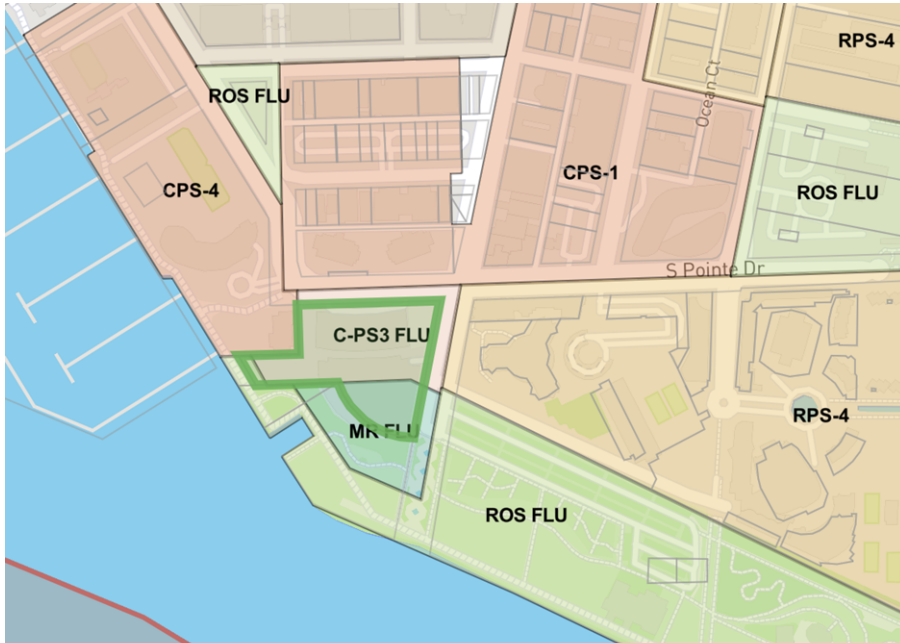 RPS-4
Ocean Ct
ROS FLU
CPS-4
CPS-1
ROS FLU
S Pointe Dr
C-PS3 FLU
RPS-4
MR FLU
ROS FLU